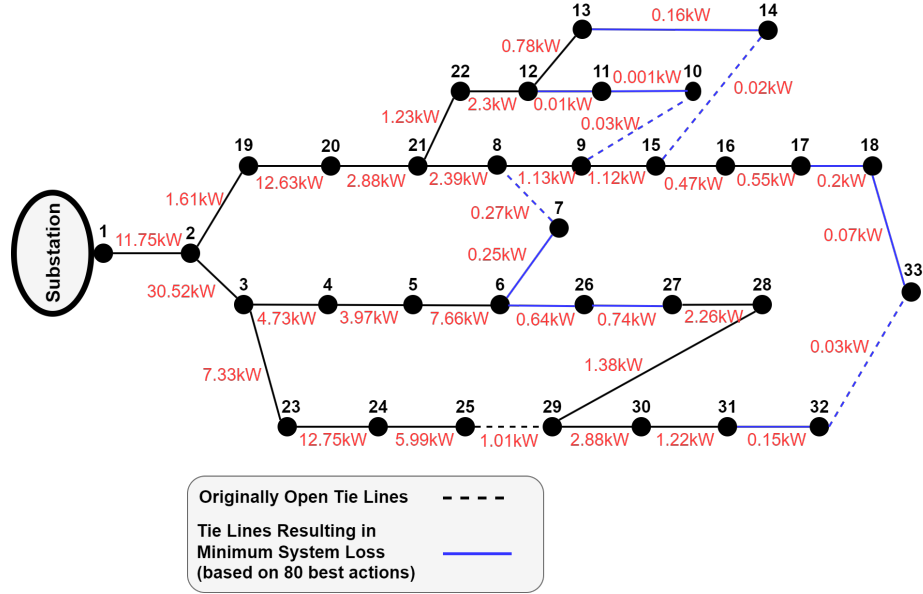 13
0.16kW
14
0.78kW
22
12
11
0.001kW
10
2.3kW
0.01kW
0.02kW
1.23kW
0.03kW
19
20
21
8
9
15
16
17
18
12.63kW
2.88kW
2.39kW
1.13kW
1.12kW
0.47kW
0.55kW
0.2kW
1.61kW
0.27kW
7
Substation
1
11.75kW
2
0.25kW
0.07kW
33
30.52kW
3
4
5
6
26
27
28
4.73kW
3.97kW
7.66kW
0.64kW
0.74kW
2.26kW
7.33kW
1.38kW
0.03kW
23
24
25
29
30
31
32
12.75kW
5.99kW
1.01kW
2.88kW
1.22kW
0.15kW
Originally Open Tie Lines
Tie Lines Resulting in
Minimum System Loss
(based on 80 best actions)